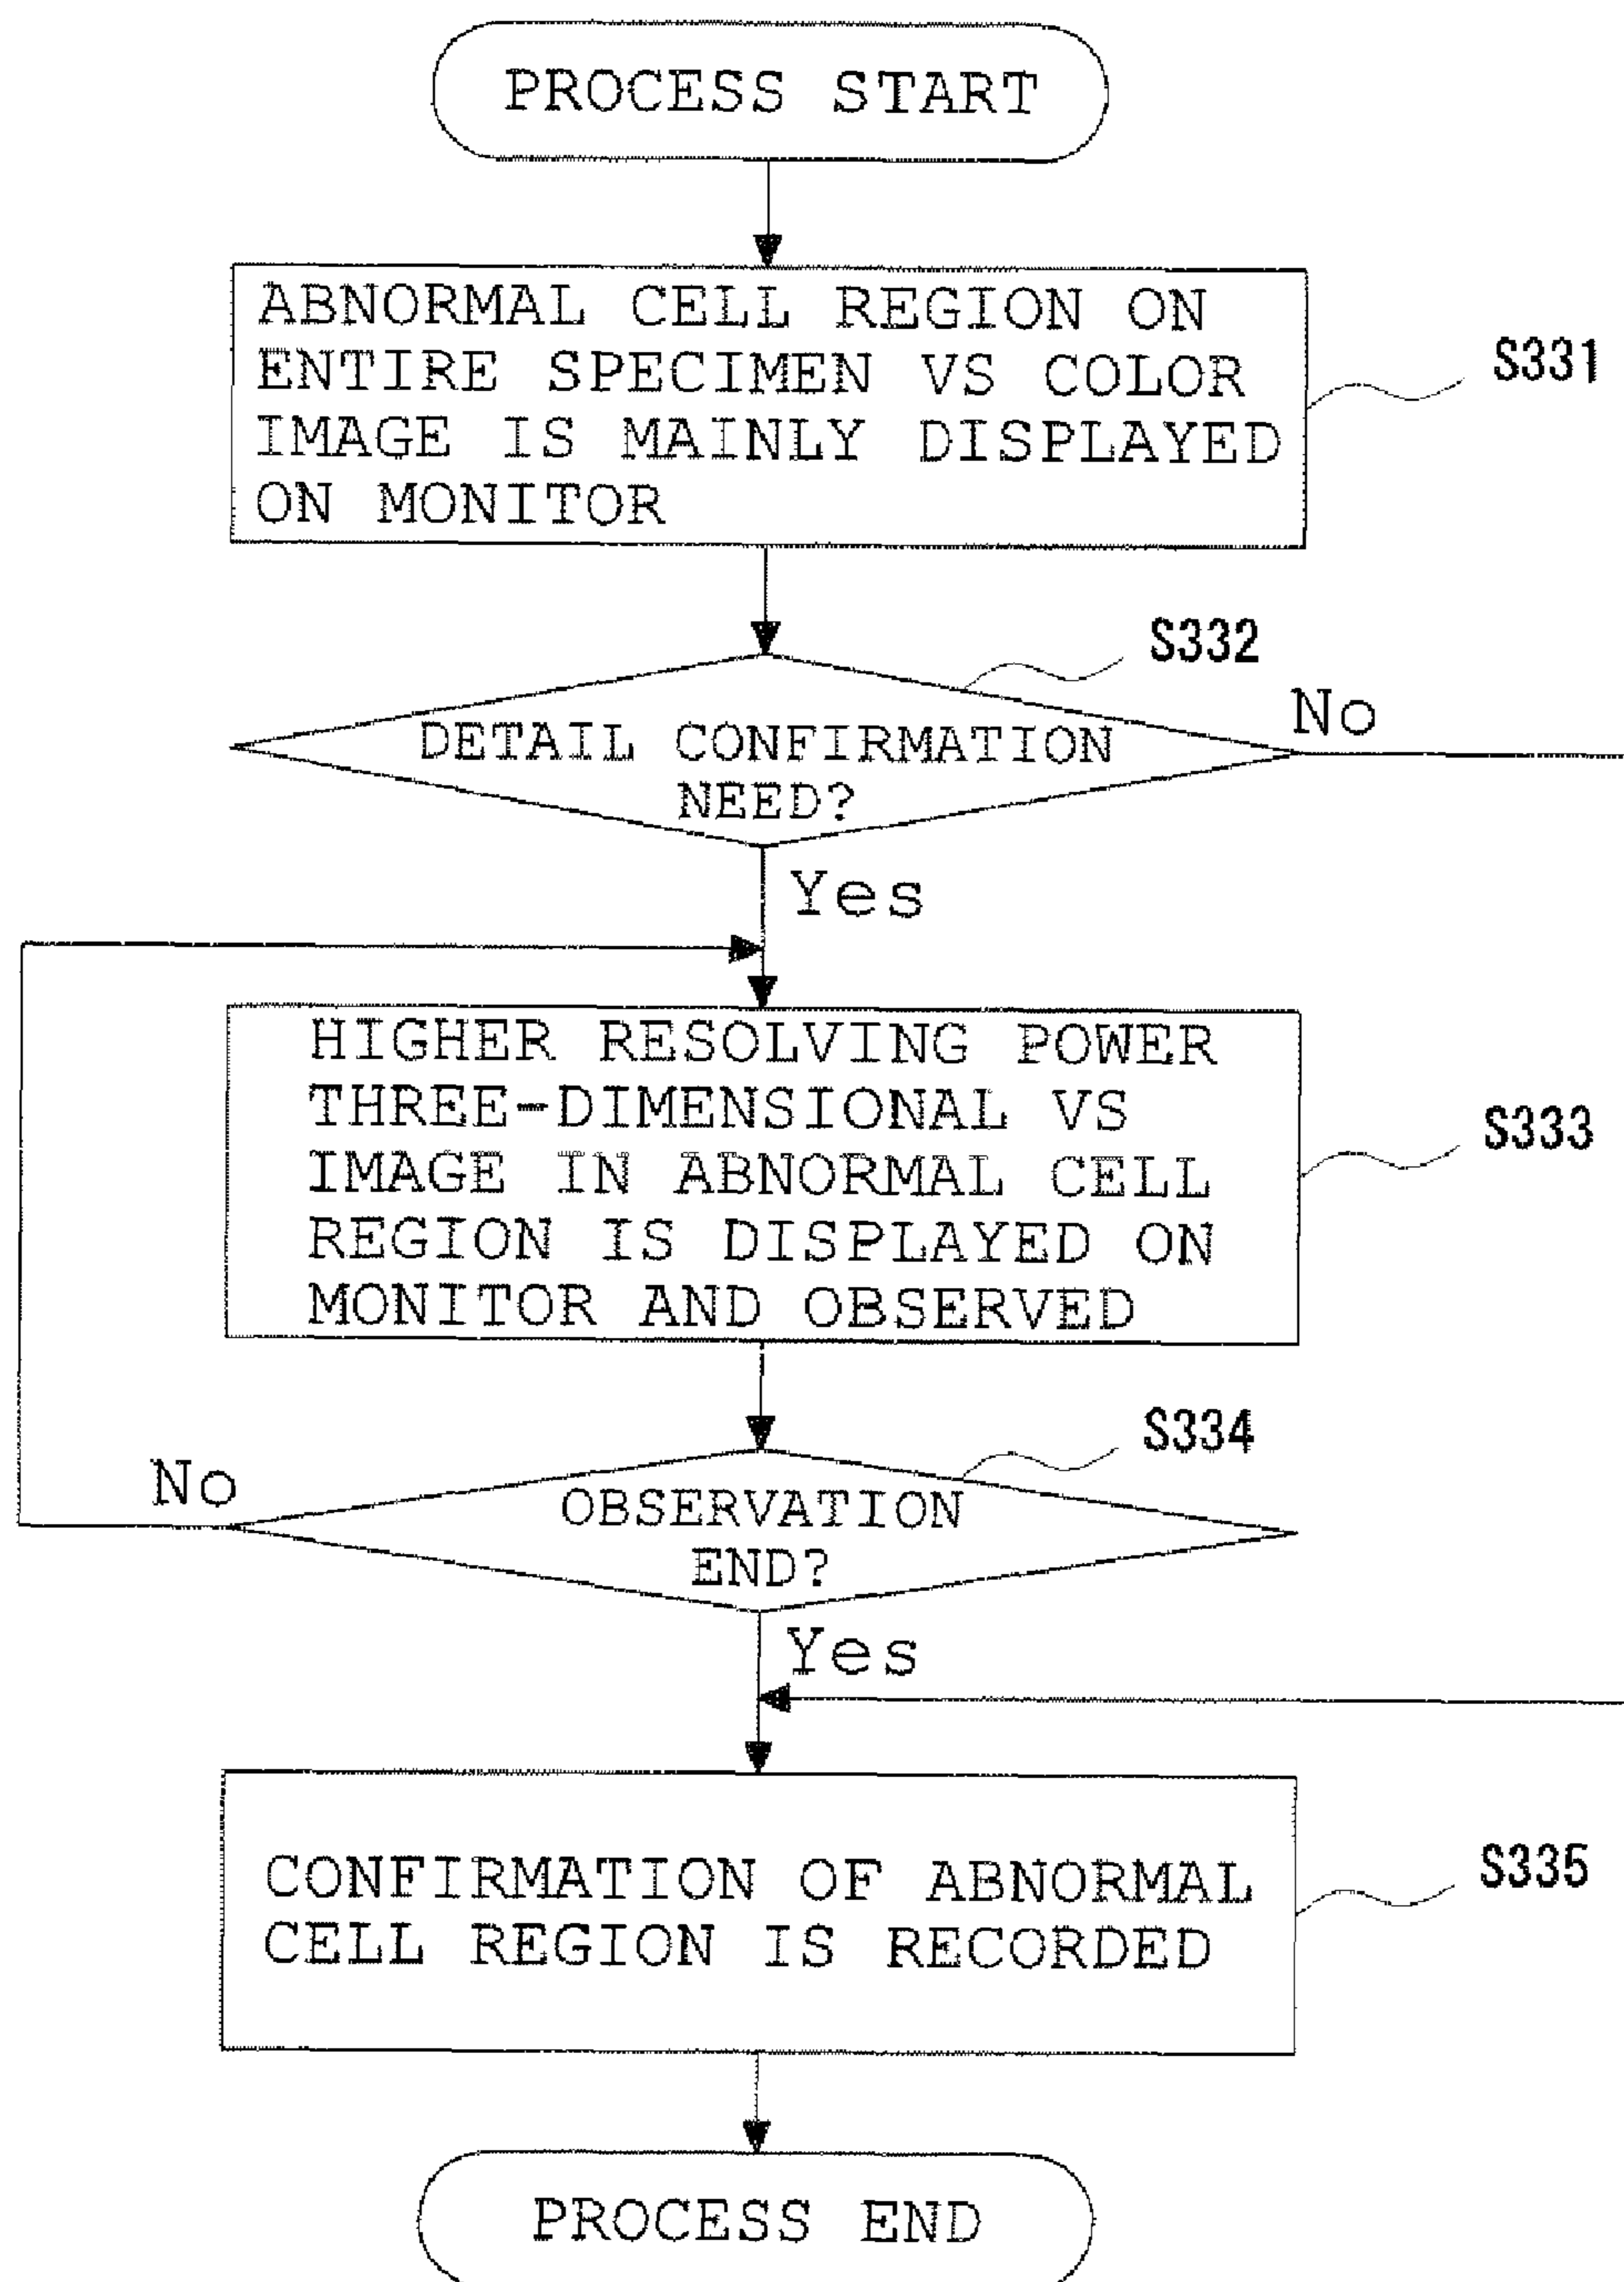 PROCESS START
ABNORMAL CELL REGION ON
ENTIRE SPECIMEN VS COLOR
IMAGE IS MAINLY DISPLAYED
ON MONITOR
S331
S332
DETAIL CONFIRMATION
NEED?
No
Yes
HIGHER RESOLVING POWER
THREE-DIMENSIONAL VS
IMAGE IN ABNORMAL CELL
REGION IS DISPLAYED ON
MONITOR AND OBSERVED
S333
S334
No
OBSERVATION
END?
Yes
CONFIRMATION OF ABNORMAL
CELL REGION IS RECORDED
S335
PROCESS END